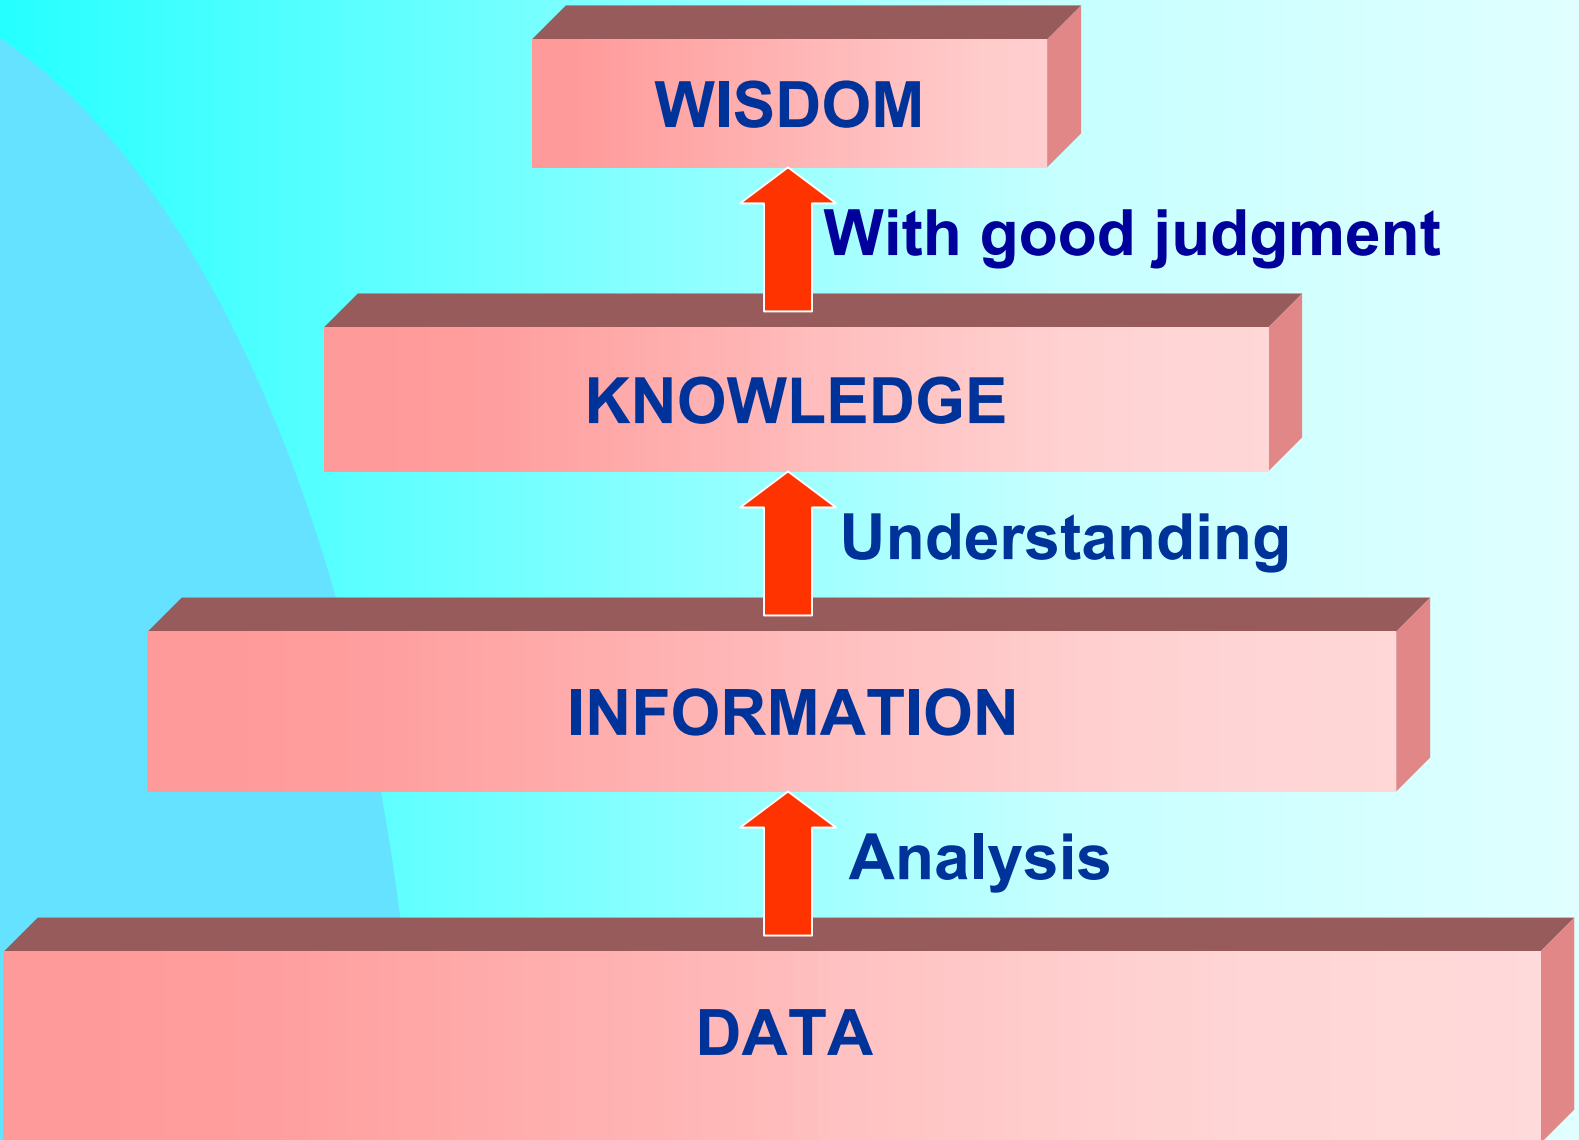 WISDOM
With good judgment
KNOWLEDGE
Understanding
INFORMATION
Analysis
DATA